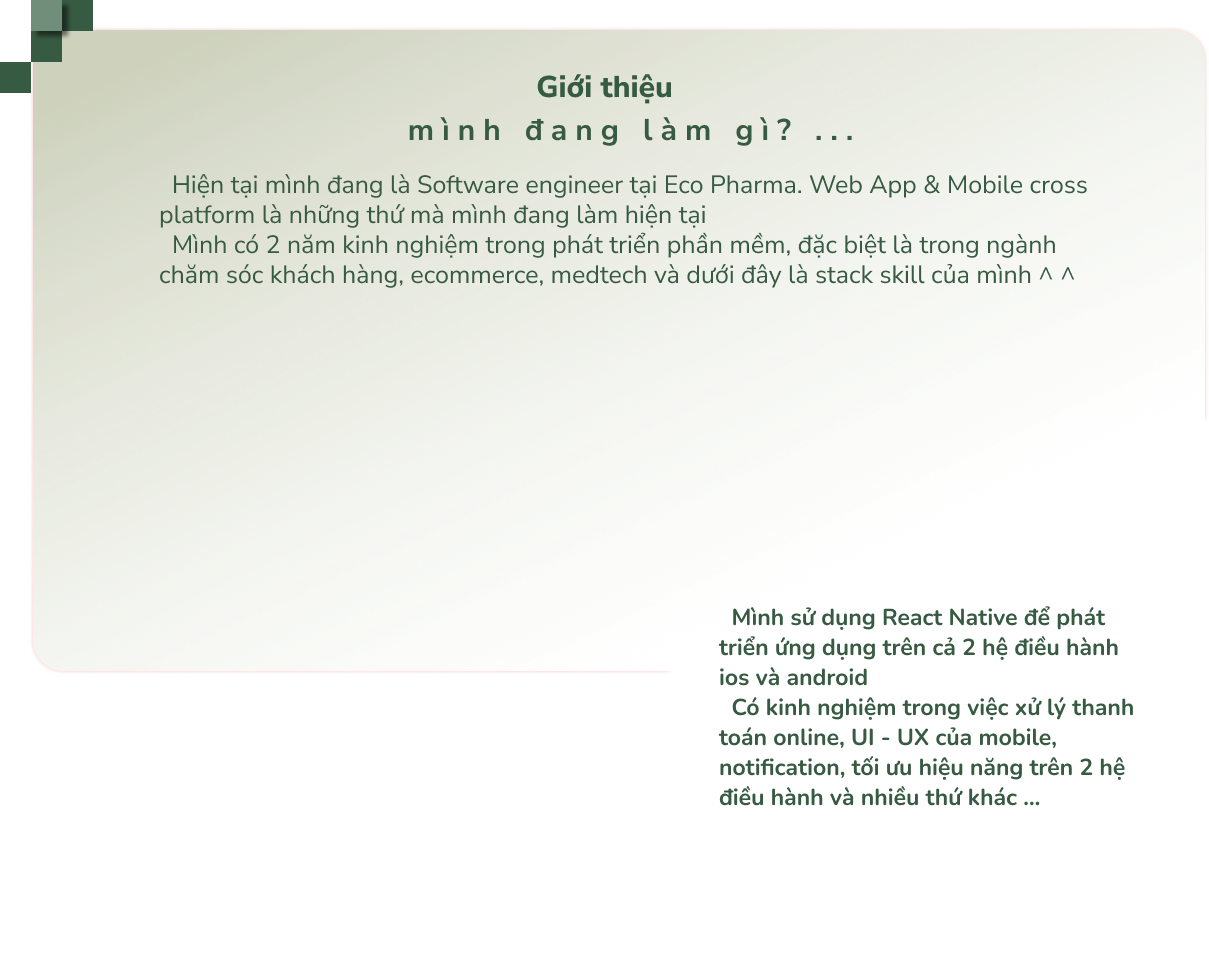 Giới thiệu
mình đang làm gì? ...
Hiện tại mình đang là Software engineer tại Eco Pharma. Web App & Mobile cross
platform là những thứ mà mình đang làm hiện tại
Mình có 2 năm kinh nghiệm trong phát triển phần mềm, đặc biệt là trong ngành
chăm sóc khách hàng, ecommerce, medtech và dưới đây là stack skill của mình ^ ^
Mình sử dụng React Native để phát
triển ứng dụng trên cả 2 hệ điều hành
ios và android
Có kinh nghiệm trong việc xử lý thanh
toán online, UI - UX của mobile,
notification, tối ưu hiệu năng trên 2 hệ
điều hành và nhiều thứ khác ...